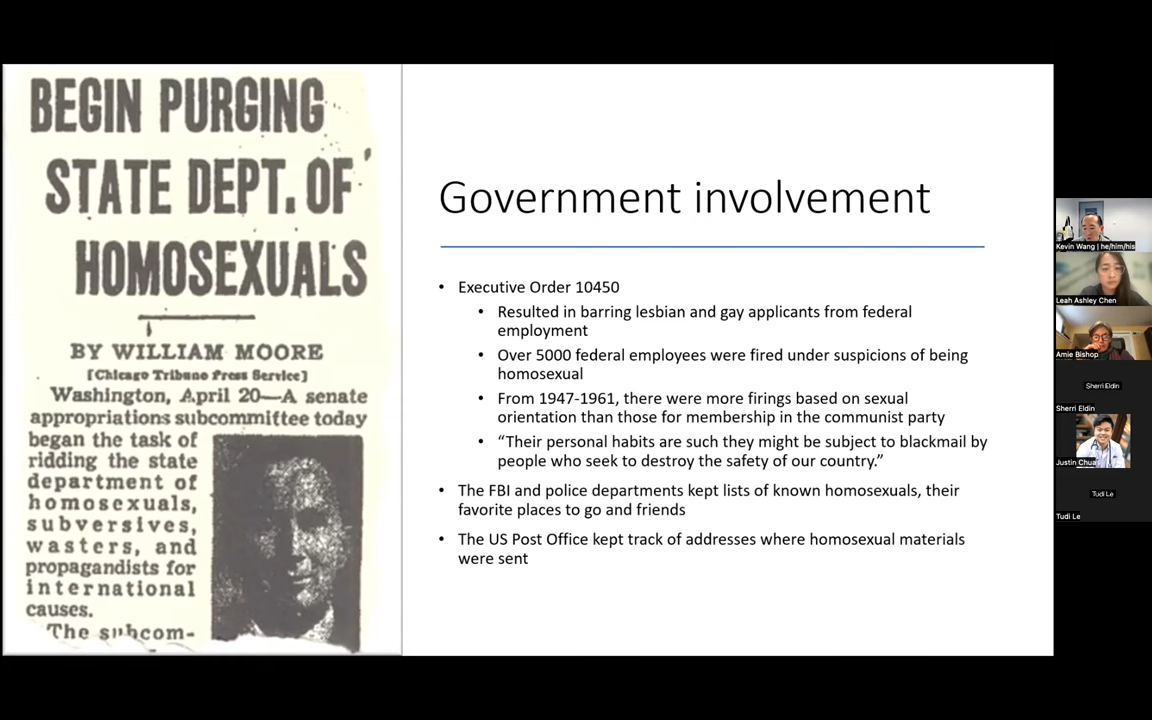 BEGIN PURGING
STATE DEPT. OF
HOMOSEXUALS
BY WILLIAM MOORE
[Chicago Tribune Press Service]
Washington, April 20—A senate
appropriations subcommittee today
began the task of
ridding the state
department of
homosexuals,
subversives,
wasters, and
propagandists for
international
causes.
The subcom-
Government involvement
• Executive Order 10450
• Resulted in barring lesbian and gay applicants from federal
employment
• Over 5000 federal employees were fired under suspicions of being
homosexual
• From 1947-1961, there were more firings based on sexual
orientation than those for membership in the communist party
• “Their personal habits are such they might be subject to blackmail by
people who seek to destroy the safety of our country.”
• The FBI and police departments kept lists of known homosexuals, their
favorite places to go and friends
• The US Post Office kept track of addresses where homosexual materials
were sent
Kevin Wang | he/him/his
Leah Ashley Chen
Amie Bishop
Sherri Eldin
Sherri Eldin
Justin Chua
Tudi Le
Tudi Le